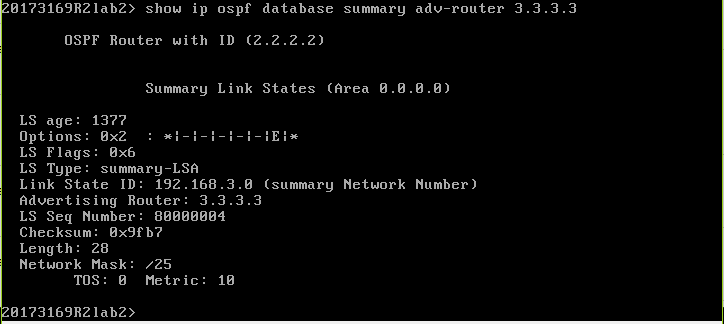 20173169R2lab2> show ip ospf database summary adv-router 3.3.3.3
OSPF Router with ID (2.2.2.2)
Summary Link States (Area 0.0.0.0)
LS age: 1377
Options: 0x2  : *|-|-|-|-|-|E|*
LS Flags: 0x6
LS Type: summary-LSA
Link State ID: 192.168.3.0 (summary Network Number)
Advertising Router: 3.3.3.3
LS Seq Number: 80000004
Checksum: 0x9fb7
Length: 28
Network Mask: /25
TOS: 0  Metric: 10
20173169R2lab2>